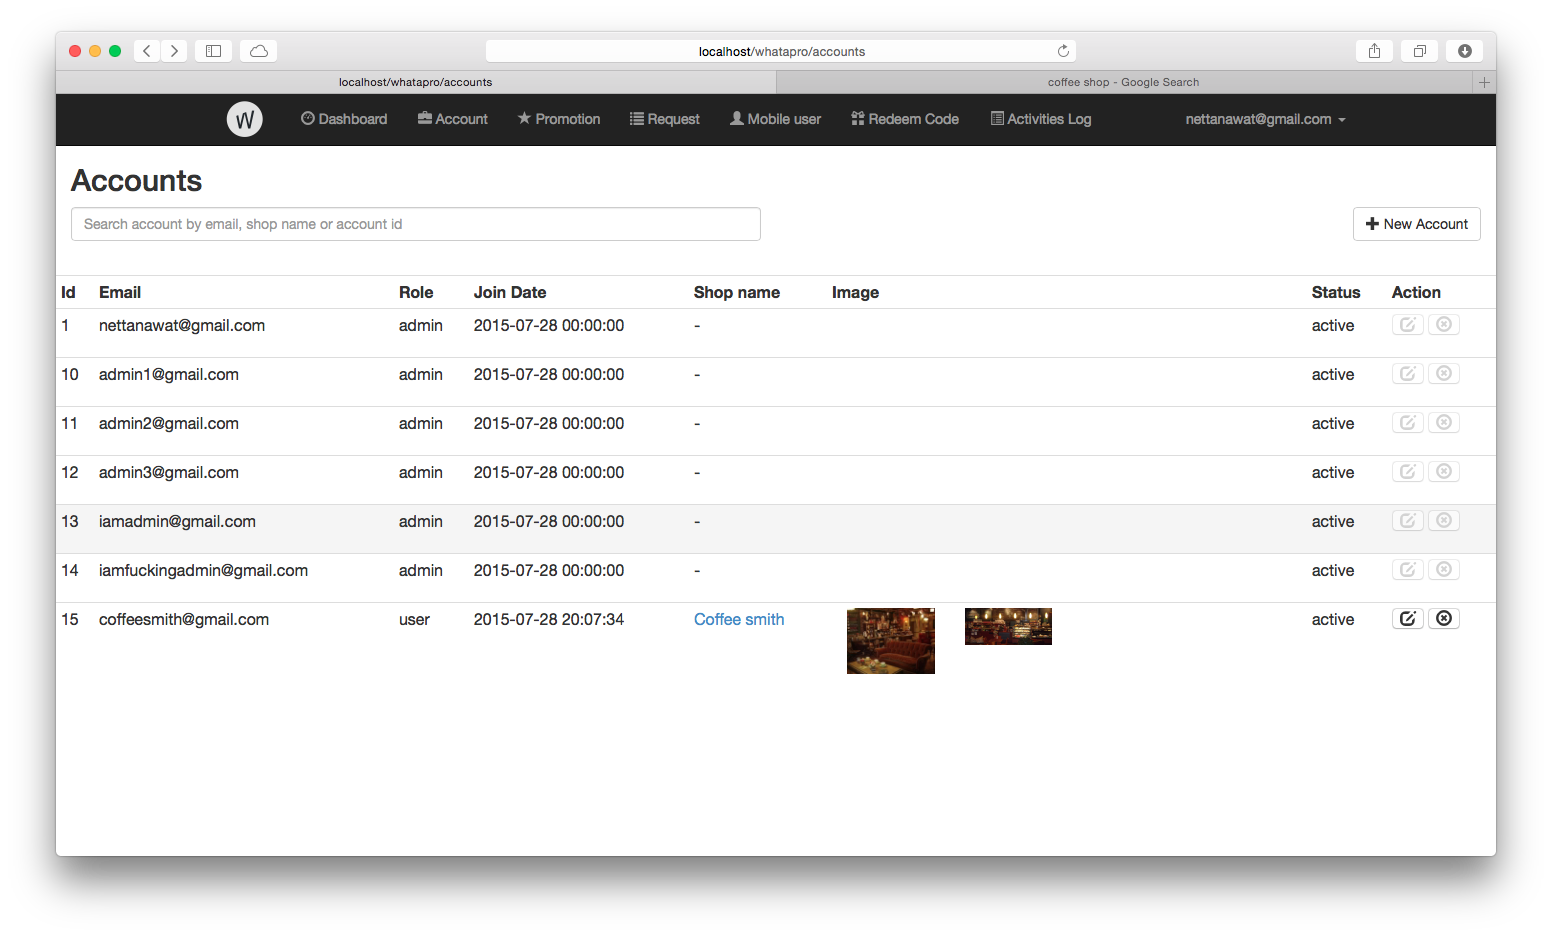 localhost/whatapro/accounts
localhost/whatapro/accounts
coffee shop - Google Search
W Dashboard Account Promotion Request Mobile user Redeem Code Activities Log nettanawat@gmail.com
Accounts
Search account by email, shop name or account id
New Account
Id Email Role Join Date Shop name Image Status Action
1 nettanawat@gmail.com admin 2015-07-28 00:00:00 - active
10 admin1@gmail.com admin 2015-07-28 00:00:00 - active
11 admin2@gmail.com admin 2015-07-28 00:00:00 - active
12 admin3@gmail.com admin 2015-07-28 00:00:00 - active
13 iamadmin@gmail.com admin 2015-07-28 00:00:00 - active
14 iamfuckingadmin@gmail.com admin 2015-07-28 00:00:00 - active
15 coffeesmith@gmail.com user 2015-07-28 20:07:34 Coffee smith active